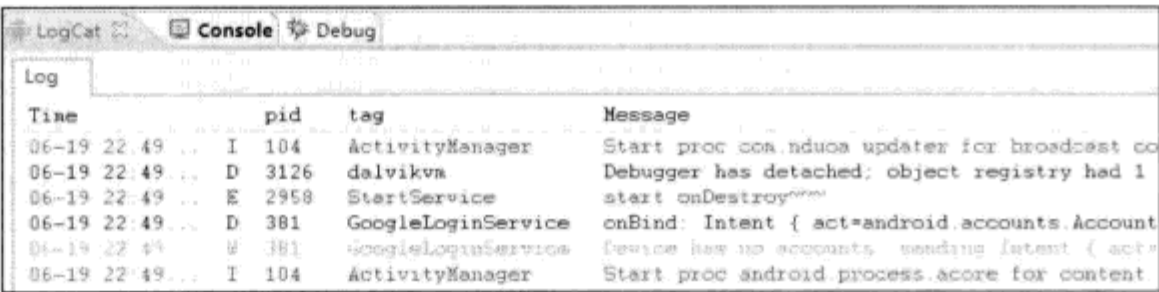 LogCat Console Debug
Log
Time pid tag Message
06-19 22:49 ... I 104 ActivityManager Start proc com.nduoa updater for broadcast co
06-19 22:49 ... D 3126 dalvikvm Debugger has detached; object registry had 1
06-19 22:49 ... E 2958 StartService start onDestroy~~~
06-19 22:49 ... D 381 GoogleLoginService onBind: Intent { act=android.accounts.Account
06-19 22 49 W 381 GoogleLoginService Device has no accounts sending Intent { act=
06-19 22:49 ... I 104 ActivityManager Start proc android.process.acore for content